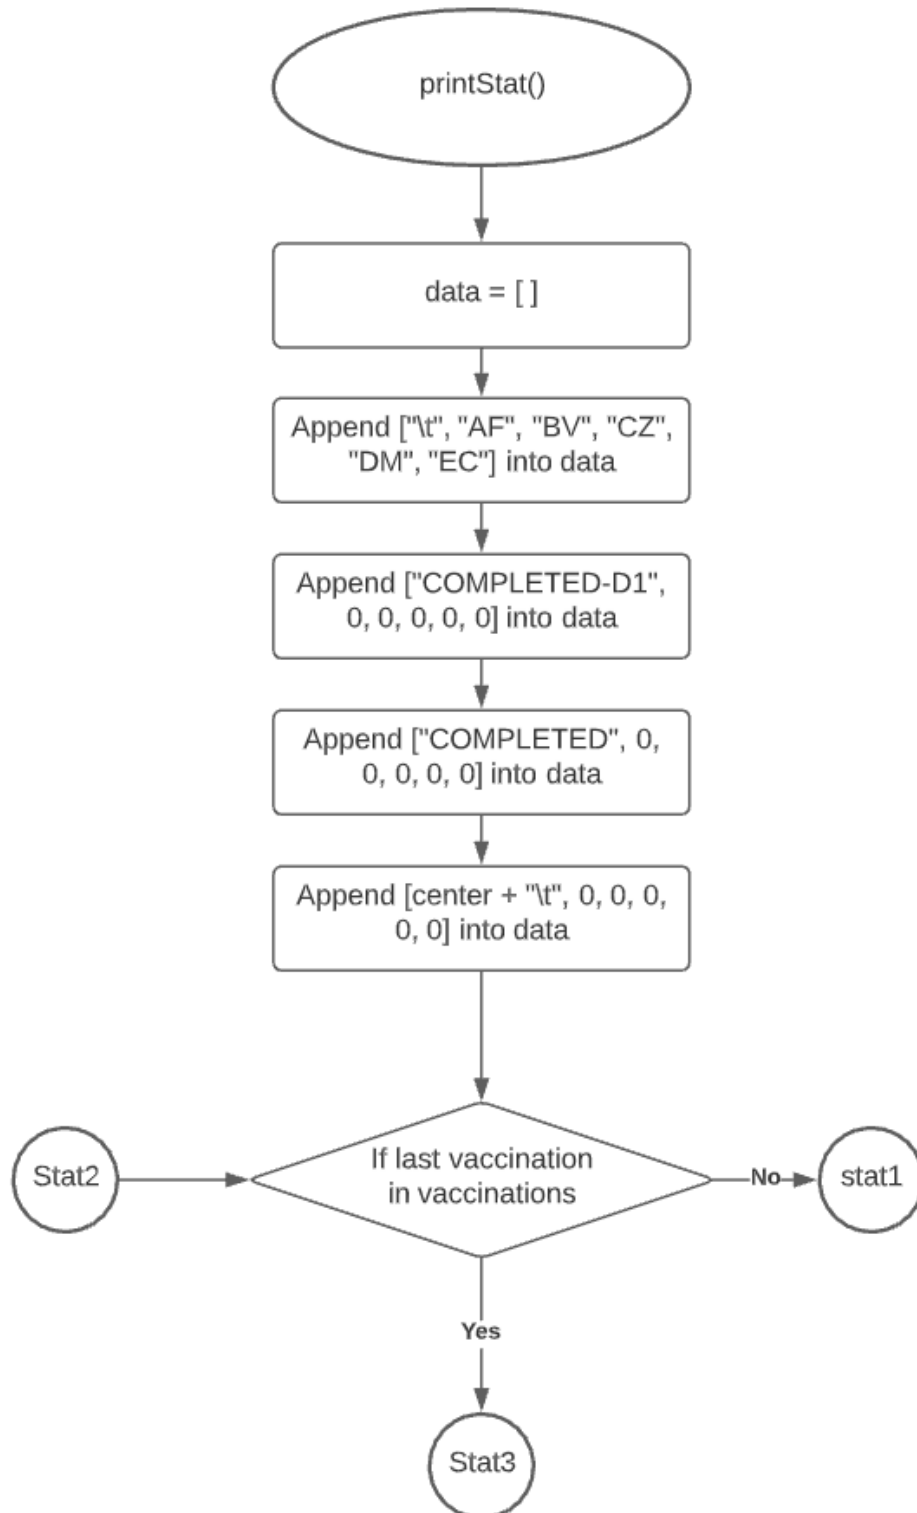 printStat()
data = [ ]
Append ["\t", "AF", "BV", "CZ",
"DM", "EC"] into data
Append ["COMPLETED-D1",
0, 0, 0, 0, 0] into data
Append ["COMPLETED", 0,
0, 0, 0, 0] into data
Append [center + "\t", 0, 0, 0,
0, 0] into data
Stat2
If last vaccination
in vaccinations
No
stat1
Yes
Stat3